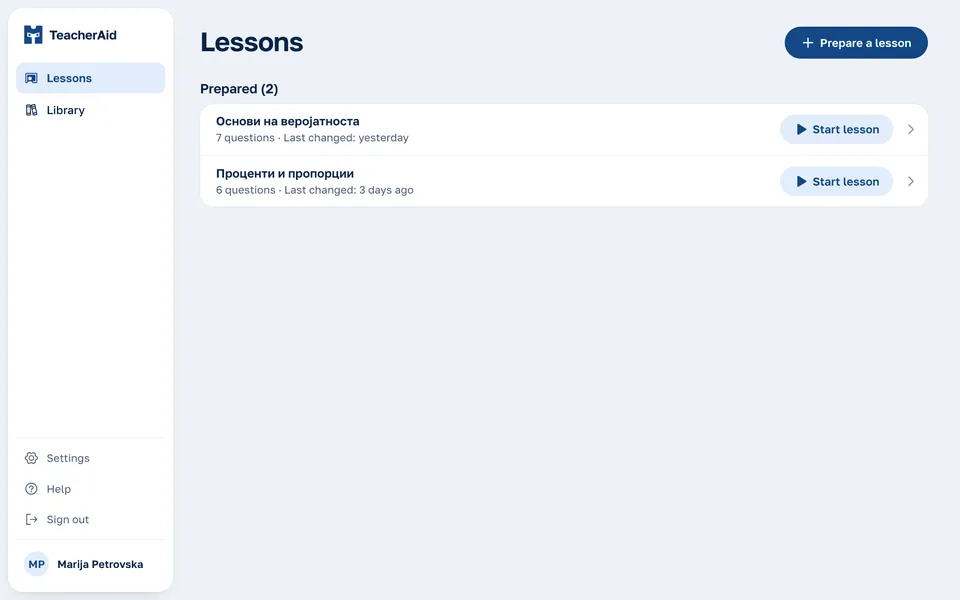 TeacherAid
Lessons
Library
Settings
Help
Sign out
MP
Marija Petrovska
Lessons
Prepare a lesson
Prepared (2)
Основи на веројатноста
7 questions · Last changed: yesterday
Start lesson
Проценти и пропорции
6 questions · Last changed: 3 days ago
Start lesson